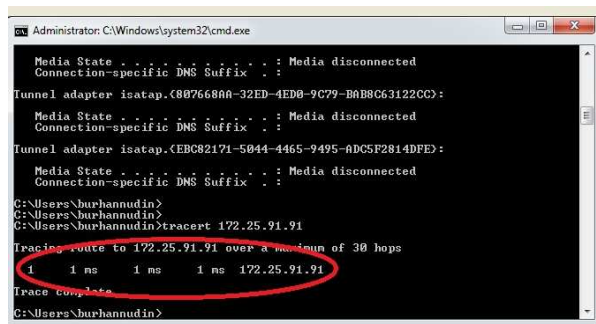 Administrator: C:\Windows\system32\cmd.exe
Media State . . . . . . . . . . . : Media disconnected
Connection-specific DNS Suffix  . :
Tunnel adapter isatap.{807668AA-32ED-4ED0-9C79-BAB8C63122CC}:
Media State . . . . . . . . . . . : Media disconnected
Connection-specific DNS Suffix  . :
Tunnel adapter isatap.{EBC82171-5044-4465-9495-ADC5F2814DFE}:
Media State . . . . . . . . . . . : Media disconnected
Connection-specific DNS Suffix  . :
C:\Users\burhannudin>
C:\Users\burhannudin>
C:\Users\burhannudin>tracert 172.25.91.91
Tracing route to 172.25.91.91 over a maximum of 30 hops
1 1 ms 1 ms 1 ms 172.25.91.91
Trace complete.
C:\Users\burhannudin>